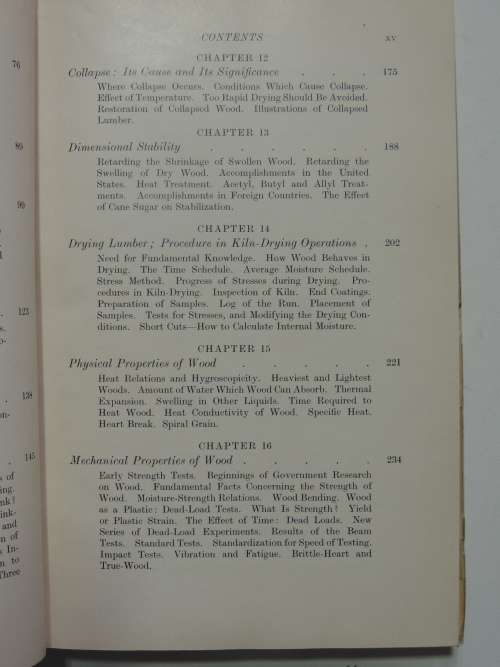 CONTENTS xv
CHAPTER 12
Collapse: Its Cause and Its Significance . . . 175
Where Collapse Occurs. Conditions Which Cause Collapse.
Effect of Temperature. Too Rapid Drying Should Be Avoided.
Restoration of Collapsed Wood. Illustrations of Collapsed
Lumber.
CHAPTER 13
Dimensional Stability . . . . . . 188
Retarding the Shrinkage of Swollen Wood. Retarding the
Swelling of Dry Wood. Accomplishments in the United
States. Heat Treatment. Acetyl, Butyl and Allyl Treat-
ments. Accomplishments in Foreign Countries. The Effect
of Cane Sugar on Stabilization.
CHAPTER 14
Drying Lumber; Procedure in Kiln-Drying Operations . 202
Need for Fundamental Knowledge. How Wood Behaves in
Drying. The Time Schedule. Average Moisture Schedule.
Stress Method. Progress of Stresses during Drying. Pro-
cedures in Kiln-Drying. Inspection of Kiln. End Coatings.
Preparation of Samples. Log of the Run. Placement of
Samples. Tests for Stresses, and Modifying the Drying Con-
ditions. Short Cuts—How to Calculate Internal Moisture.
CHAPTER 15
Physical Properties of Wood . . . . . 221
Heat Relations and Hygroscopicity. Heaviest and Lightest
Woods. Amount of Water Which Wood Can Absorb. Thermal
Expansion. Swelling in Other Liquids. Time Required to
Heat Wood. Heat Conductivity of Wood. Specific Heat.
Heart Break. Spiral Grain.
CHAPTER 16
Mechanical Properties of Wood . . . . . 234
Early Strength Tests. Beginnings of Government Research
on Wood. Fundamental Facts Concerning the Strength of
Wood. Moisture-Strength Relations. Wood Bending. Wood
as a Plastic: Dead-Load Tests. What Is Strength? Yield
or Plastic Strain. The Effect of Time: Dead Loads. New
Series of Dead-Load Experiments. Results of the Beam
Tests. Standard Tests. Standardization for Speed of Testing.
Impact Tests. Vibration and Fatigue. Brittle-Heart and
True-Wood.
76
89
99
123
138
145
s of
ing.
nk?
ink-
and
n of
In-
n to
Three